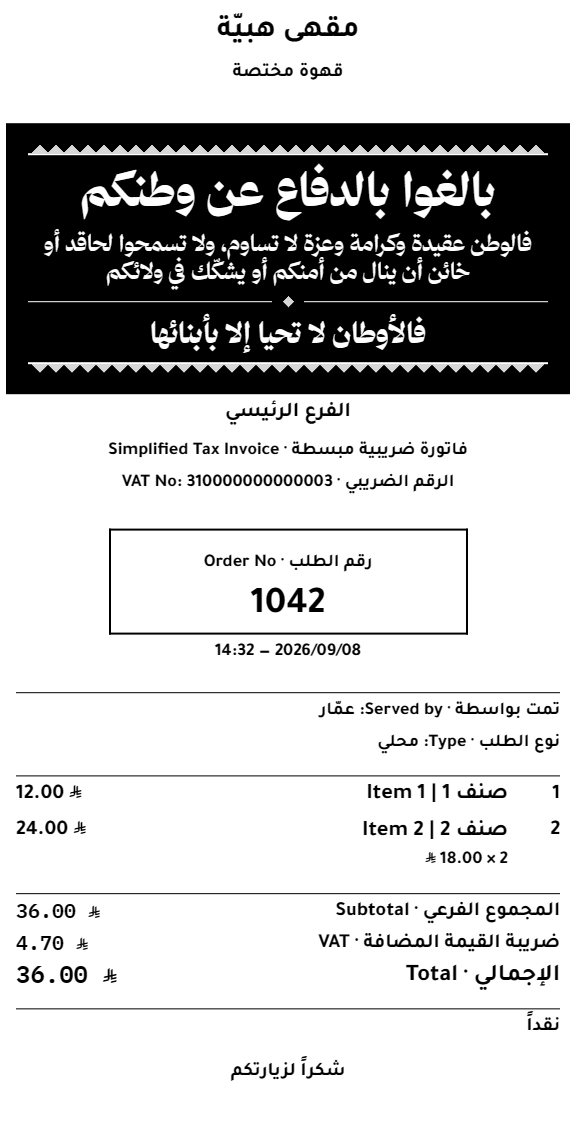 مقهى هبيّة
قهوة مختصة
بالغوا بالدفاع عن وطنكم
فالوطن عقيدة وكرامة وعزة لا تساوم، ولا تسمحوا لحاقد أو
خائن أن ينال من أمنكم أو يشكّك في ولائكم
فالأوطان لا تحيا إلا بأبنائها
الفرع الرئيسي
فاتورة ضريبية مبسطة · Simplified Tax Invoice
الرقم الضريبي · VAT No: 310000000000003
رقم الطلب · Order No
1042
2026/09/08 – 14:32
تمت بواسطة · Served by: عمّار
نوع الطلب · Type: محلي
1 صنف 1 | Item 1 12.00 ⃁
2 صنف 2 | Item 2 24.00 ⃁
2 × 18.00 ⃁
المجموع الفرعي · Subtotal 36.00 ⃁
ضريبة القيمة المضافة · VAT 4.70 ⃁
الإجمالي · Total 36.00 ⃁
نقداً
شكراً لزيارتكم